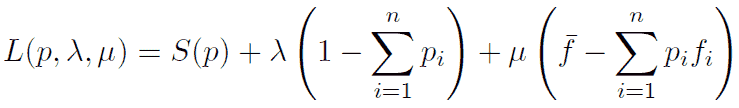 L(p, λ, μ) = S(p) + λ (1 − ∑_{i=1}^{n} p_i) + μ (f̄ − ∑_{i=1}^{n} p_i f_i)